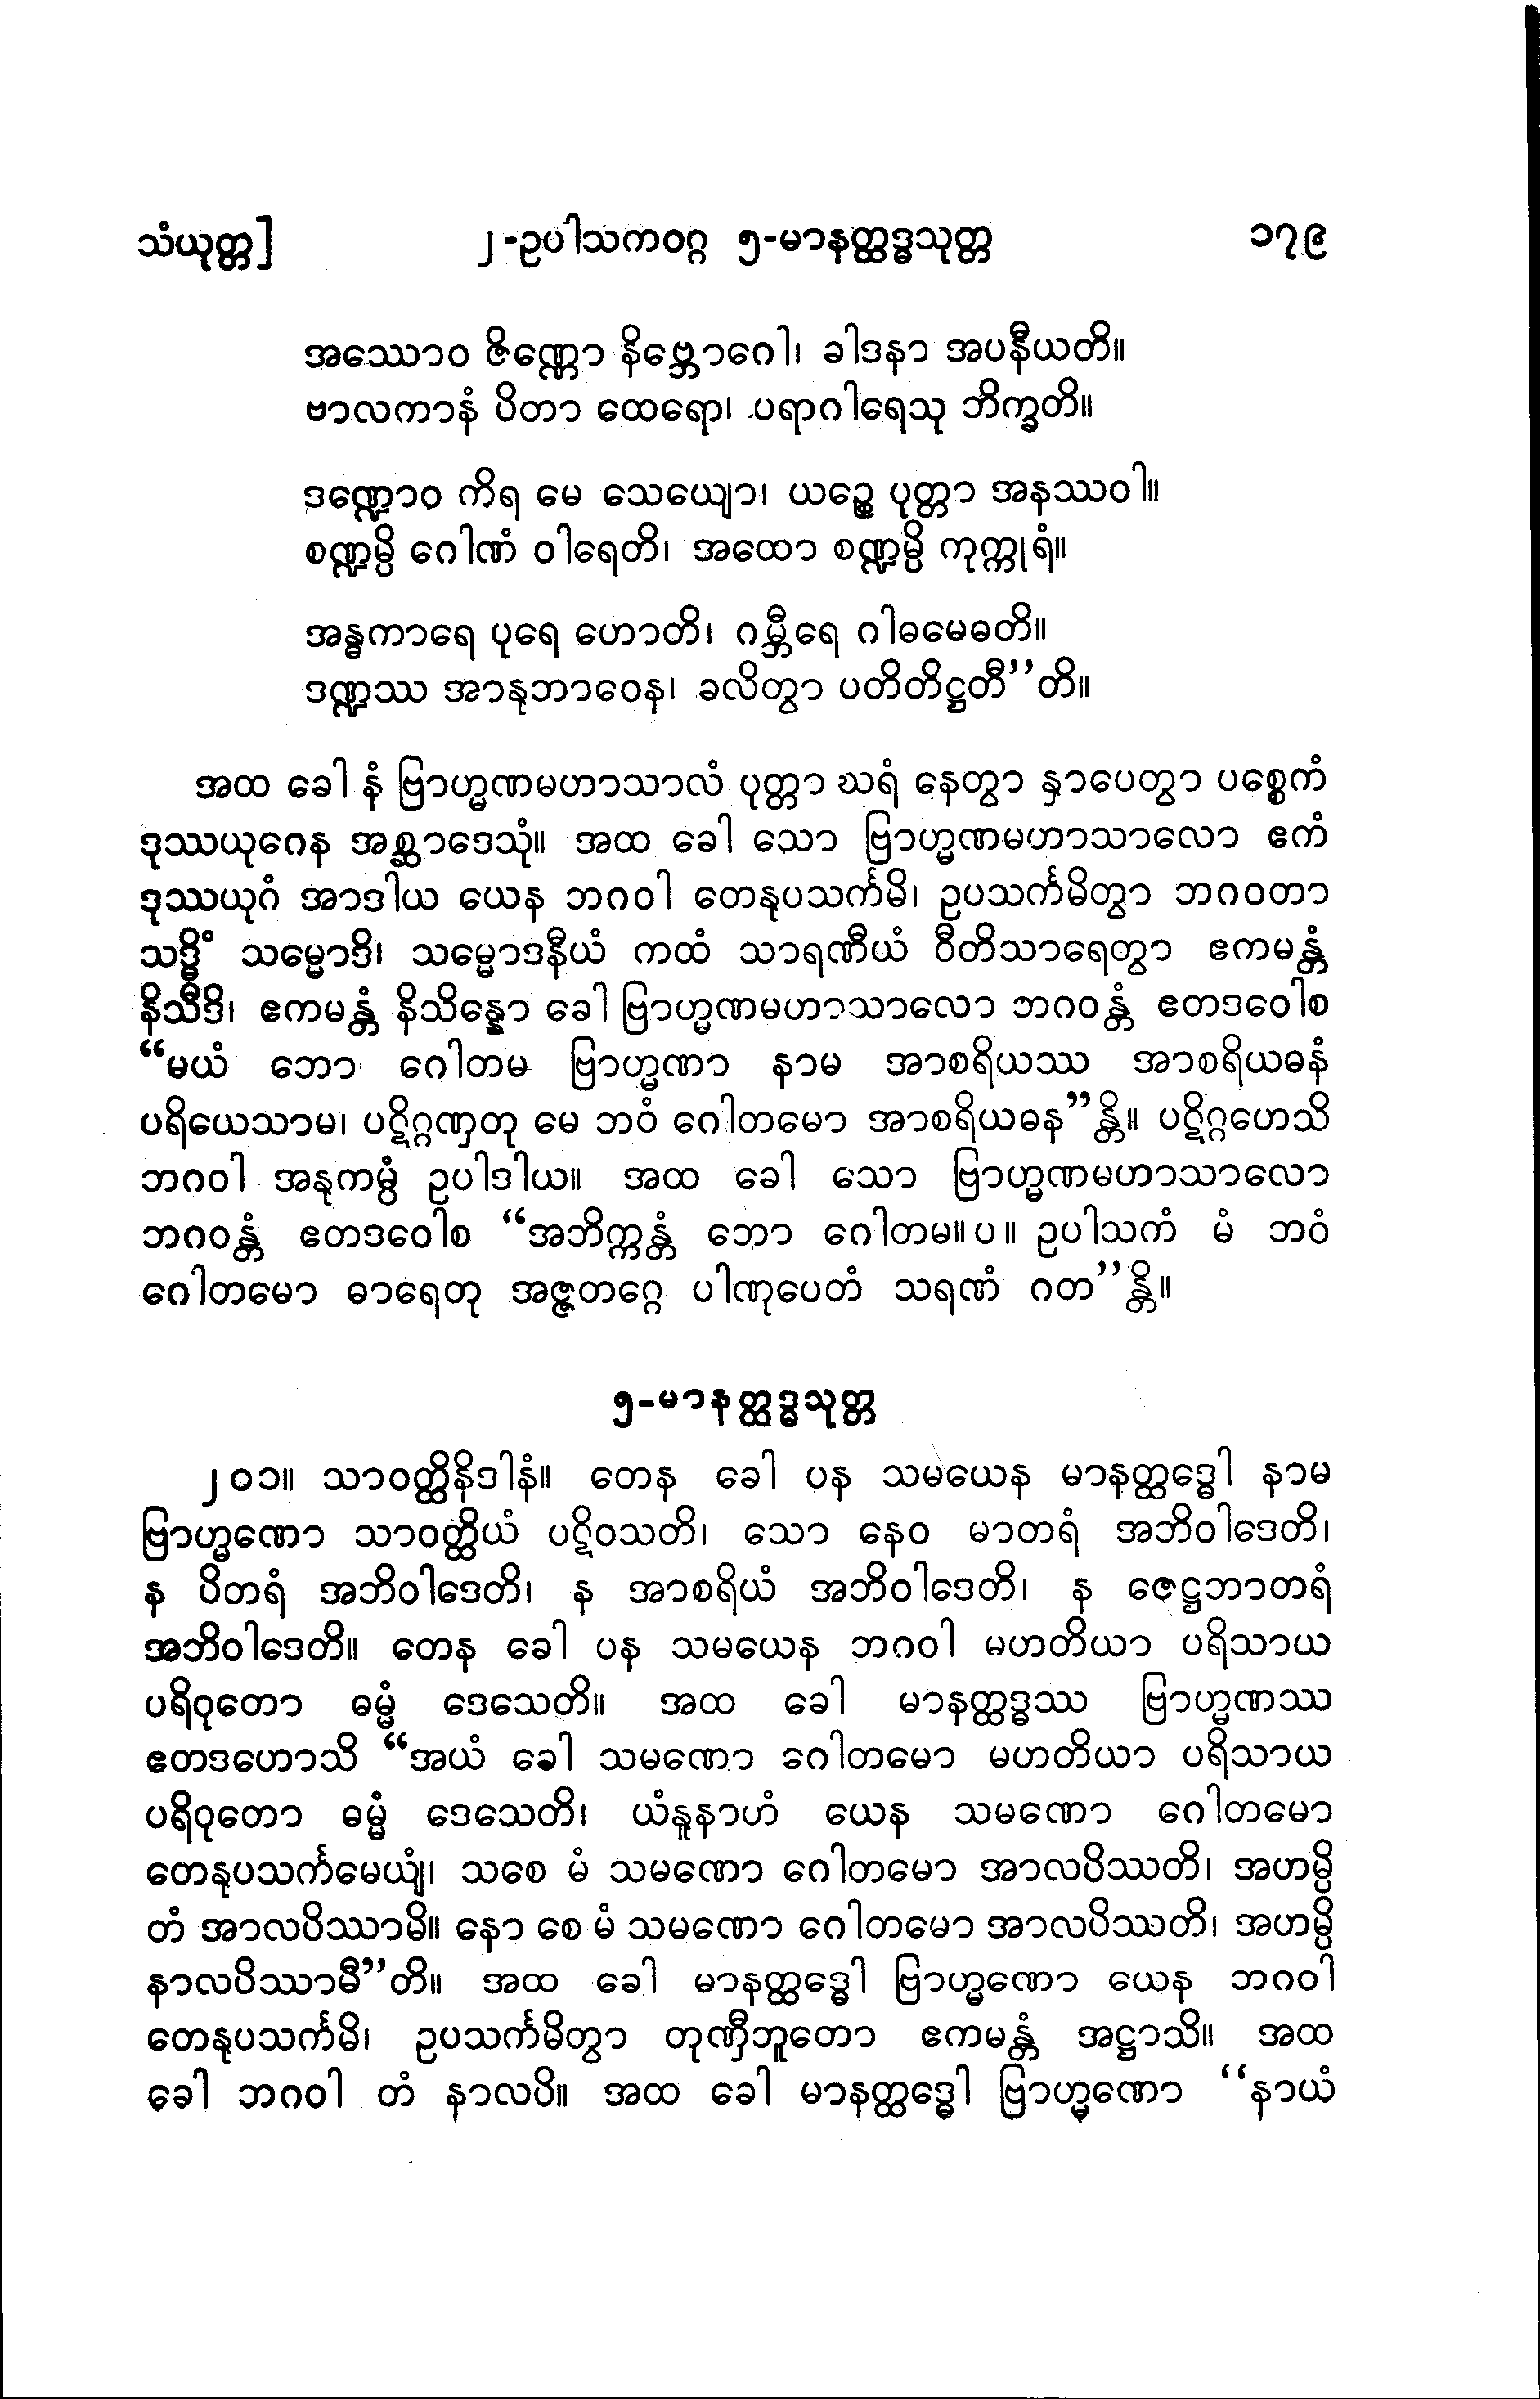 သံယုတ္တ]
၂-ဥပါသကဝဂ္ဂ ၅-မာနတ္ထဒ္ဓသုတ္တ
၁၇၉
အဿောဝ ဇိဏ္ဏော နိဗ္ဘောဂေါ၊ ခါဒနာ အပနီယတိ။
ဗာလကာနံ ပိတာ ထေရော၊ ပရာဂါရေသု ဘိက္ခတိ။
ဒဏ္ဍောဝ ကိရ မေ သေယျော၊ ယဉ္စေ ပုတ္တာ အနဿဝါ။
စဏ္ဍမ္ပိ ဂေါဏံ ဝါရေတိ၊ အထော စဏ္ဍမ္ပိ ကုက္ကုရံ။
အန္ဓကာရေ ပုရေ ဟောတိ၊ ဂမ္ဘီရေ ဂါဓမေဓတိ။
ဒဏ္ဍဿ အာနုဘာဝေန၊ ခလိတွာ ပတိတိဋ္ဌတီ”တိ။
အထ ခေါ နံ ဗြာဟ္မဏမဟာသာလံ ပုတ္တာ ဃရံ နေတွာ နှာပေတွာ ပစ္စေကံ
ဒုဿယုဂေန အစ္ဆာဒေသုံ။ အထ ခေါ သော ဗြာဟ္မဏမဟာသာလော ဧကံ
ဒုဿယုဂံ အာဒါယ ယေန ဘဂဝါ တေနုပသင်္ကမိ၊ ဥပသင်္ကမိတွာ ဘဂဝတာ
သဒ္ဓိံ သမ္မောဒိ၊ သမ္မောဒနီယံ ကထံ သာရဏီယံ ဝီတိသာရေတွာ ဧကမန္တံ
နိသီဒိ၊ ဧကမန္တံ နိသိန္နော ခေါ ဗြာဟ္မဏမဟာသာလော ဘဂဝန္တံ ဧတဒဝေါစ
“မယံ ဘော ဂေါတမ ဗြာဟ္မဏာ နာမ အာစရိယဿ အာစရိယဓနံ
ပရိယေသာမ၊ ပဋိဂ္ဂဏှတု မေ ဘဝံ ဂေါတမော အာစရိယဓန”န္တိ။ ပဋိဂ္ဂဟေသိ
ဘဂဝါ အနုကမ္ပံ ဥပါဒါယ။ အထ ခေါ သော ဗြာဟ္မဏမဟာသာလော
ဘဂဝန္တံ ဧတဒဝေါစ “အဘိက္ကန္တံ ဘော ဂေါတမ။ပ။ ဥပါသကံ မံ ဘဝံ
ဂေါတမော ဓာရေတု အဇ္ဇတဂ္ဂေ ပါဏုပေတံ သရဏံ ဂတ”န္တိ။
၅-မာနတ္ထဒ္ဓသုတ္တ
၂၀၁။ သာဝတ္ထိနိဒါနံ။ တေန ခေါ ပန သမယေန မာနတ္ထဒ္ဓေါ နာမ
ဗြာဟ္မဏော သာဝတ္ထိယံ ပဋိဝသတိ၊ သော နေဝ မာတရံ အဘိဝါဒေတိ၊
န ပိတရံ အဘိဝါဒေတိ၊ န အာစရိယံ အဘိဝါဒေတိ၊ န ဇေဋ္ဌဘာတရံ
အဘိဝါဒေတိ။ တေန ခေါ ပန သမယေန ဘဂဝါ မဟတိယာ ပရိသာယ
ပရိဝုတော ဓမ္မံ ဒေသေတိ။ အထ ခေါ မာနတ္ထဒ္ဓဿ ဗြာဟ္မဏဿ
ဧတဒဟောသိ “အယံ ခေါ သမဏော ဂေါတမော မဟတိယာ ပရိသာယ
ပရိဝုတော ဓမ္မံ ဒေသေတိ၊ ယံနူနာဟံ ယေန သမဏော ဂေါတမော
တေနုပသင်္ကမေယျံ၊ သစေ မံ သမဏော ဂေါတမော အာလပိဿတိ၊ အဟမ္ပိ
တံ အာလပိဿာမိ။ နော စေ မံ သမဏော ဂေါတမော အာလပိဿတိ၊ အဟမ္ပိ
နာလပိဿာမီ”တိ။ အထ ခေါ မာနတ္ထဒ္ဓေါ ဗြာဟ္မဏော ယေန ဘဂဝါ
တေနုပသင်္ကမိ၊ ဥပသင်္ကမိတွာ တုဏှီဘူတော ဧကမန္တံ အဋ္ဌာသိ။ အထ
ခေါ ဘဂဝါ တံ နာလပိ။ အထ ခေါ မာနတ္ထဒ္ဓေါ ဗြာဟ္မဏော “နာယံ